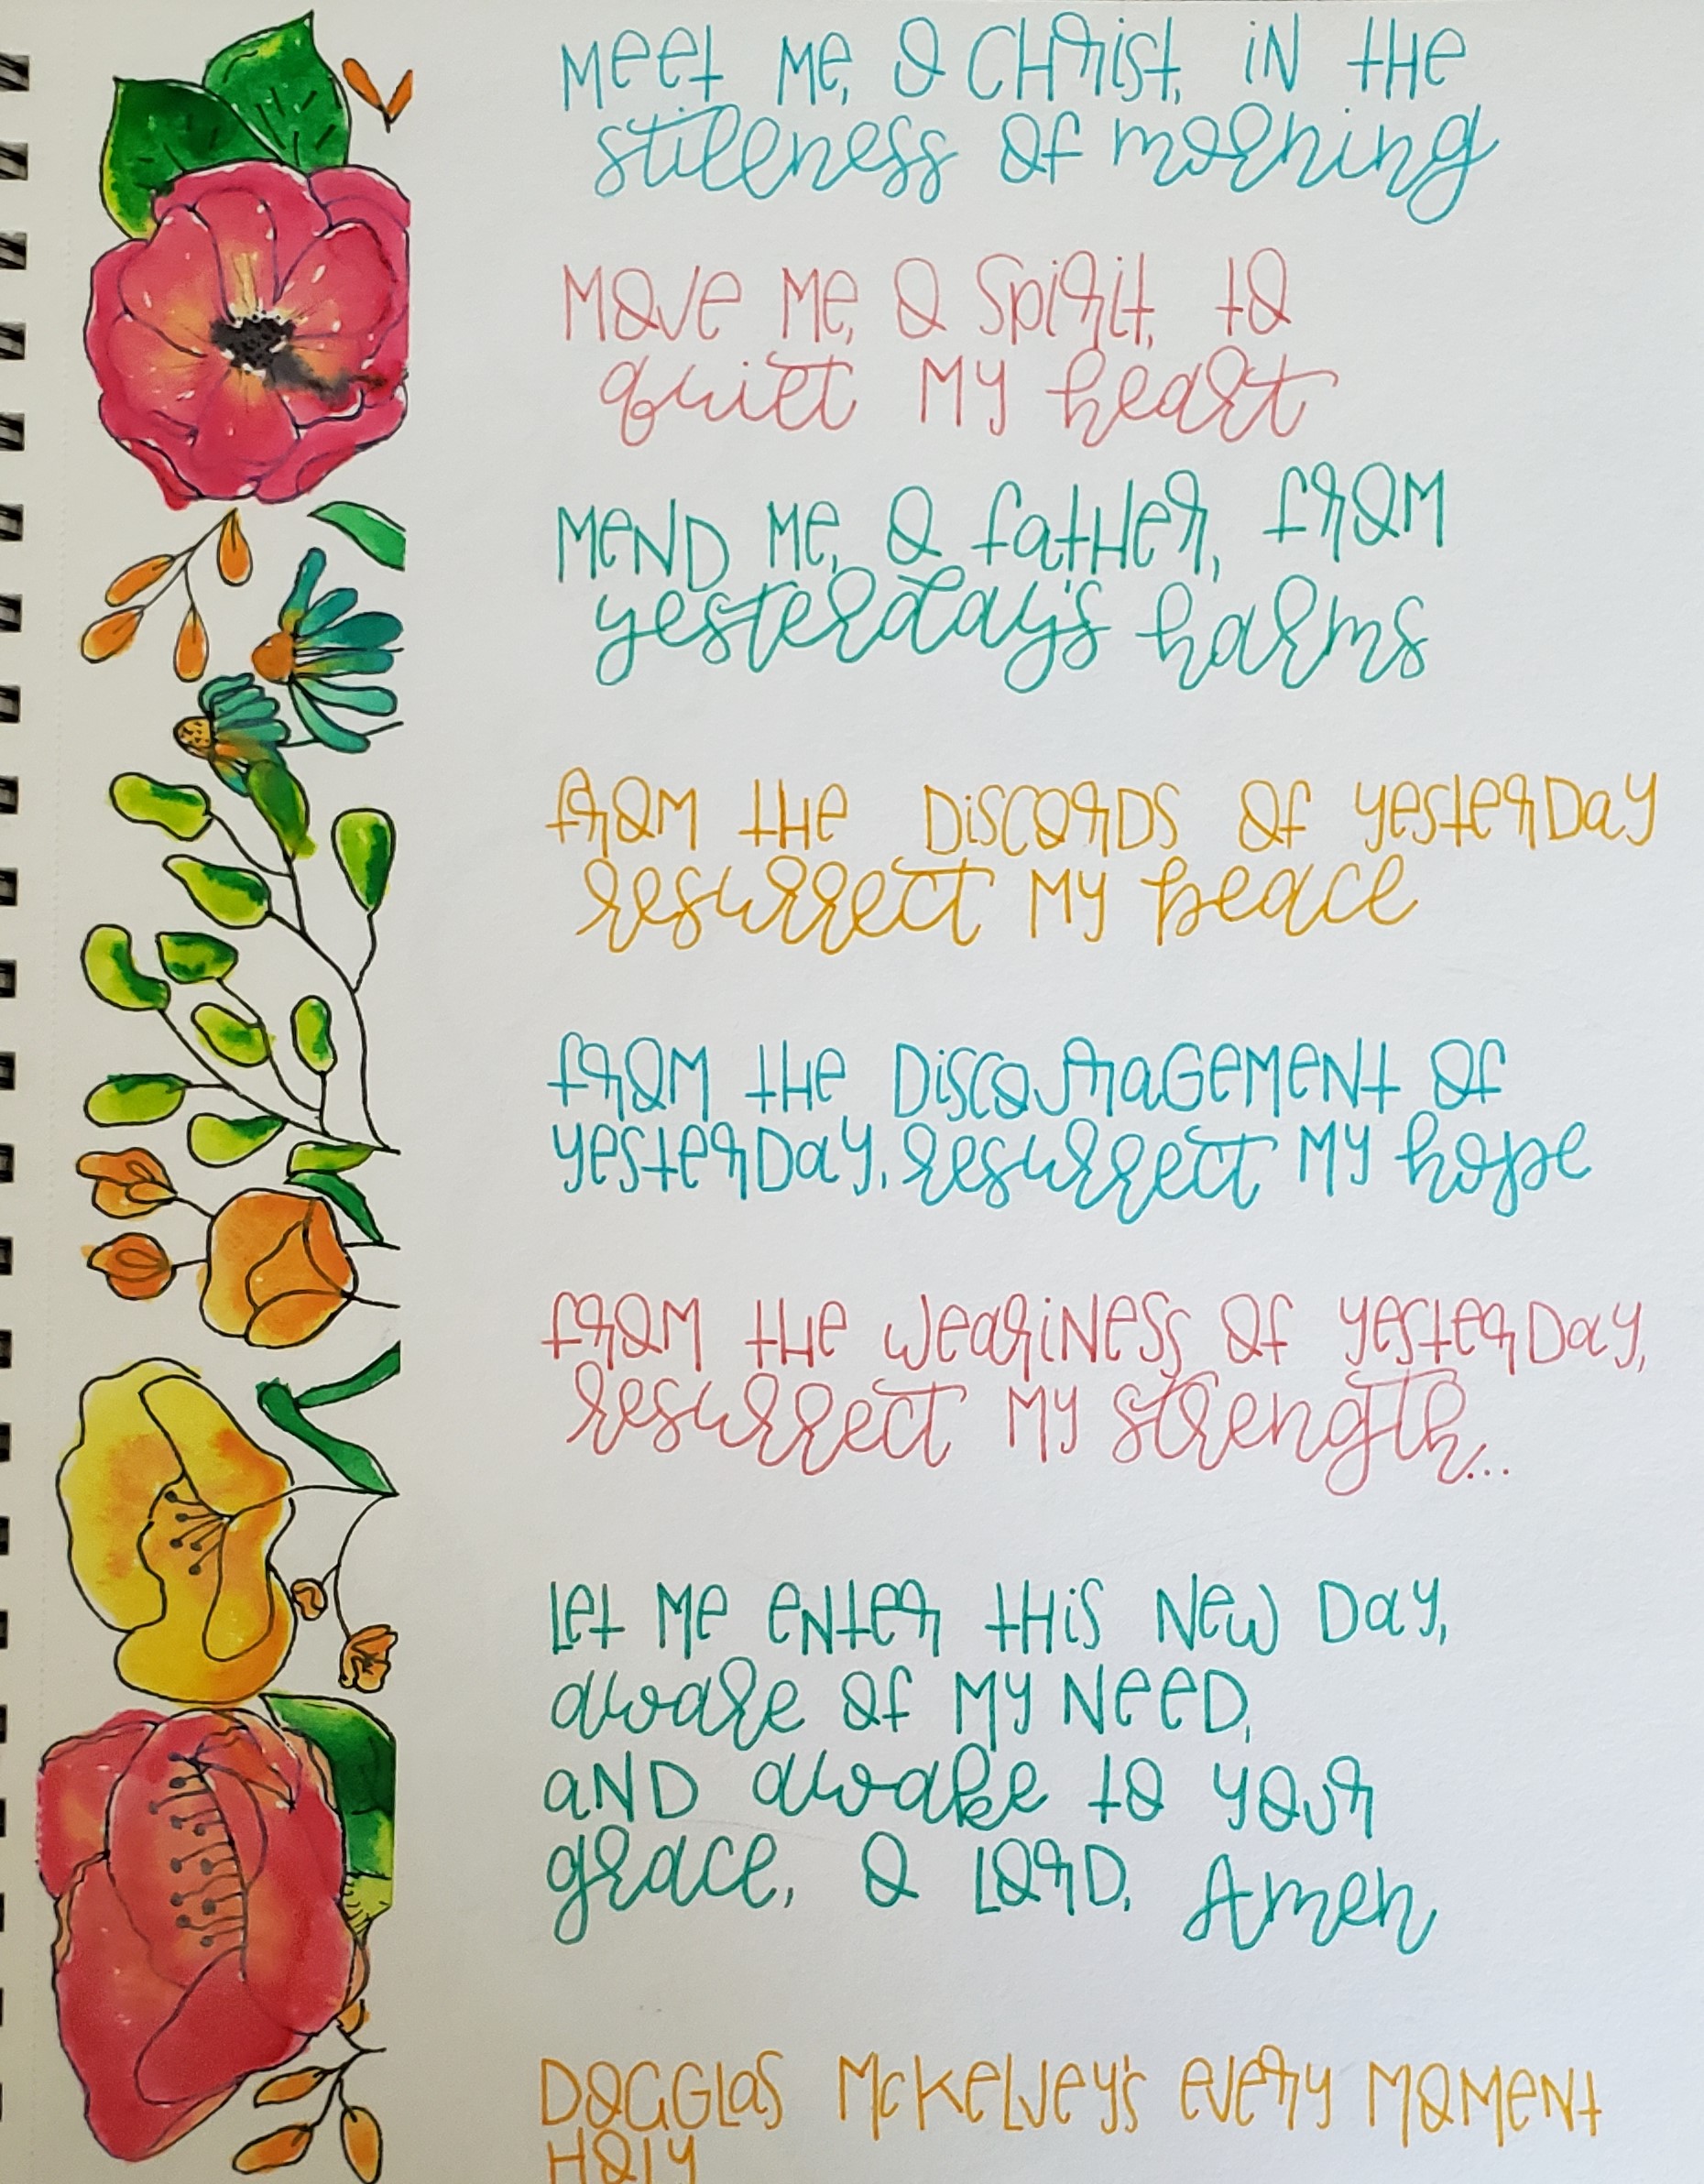 Meet me, O Christ, in the
stillness of morning
Move me, O Spirit, to
quiet my heart
Mend me, O Father, from
yesterday's harms
From the discords of yesterday
resurrect my peace
From the discouragement of
yesterday, resurrect my hope
From the weariness of yesterday,
resurrect my strength...
Let me enter this new day,
aware of my need,
and awake to your
grace, O Lord, Amen
Dogglas McKelvey's Every Moment
Holy